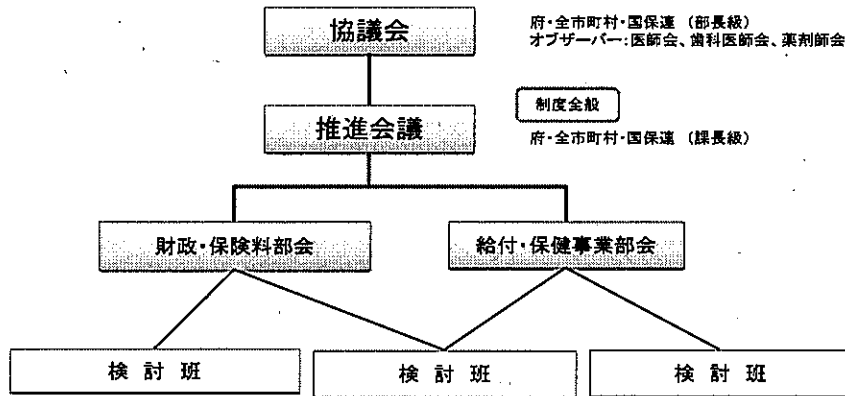 協議会
府・全市町村・国保連 （部長級）
オブザーバー：医師会、歯科医師会、薬剤師会
推進会議
制度全般
府・全市町村・国保連 （課長級）
財政・保険料部会
給付・保健事業部会
検討班
検討班
検討班